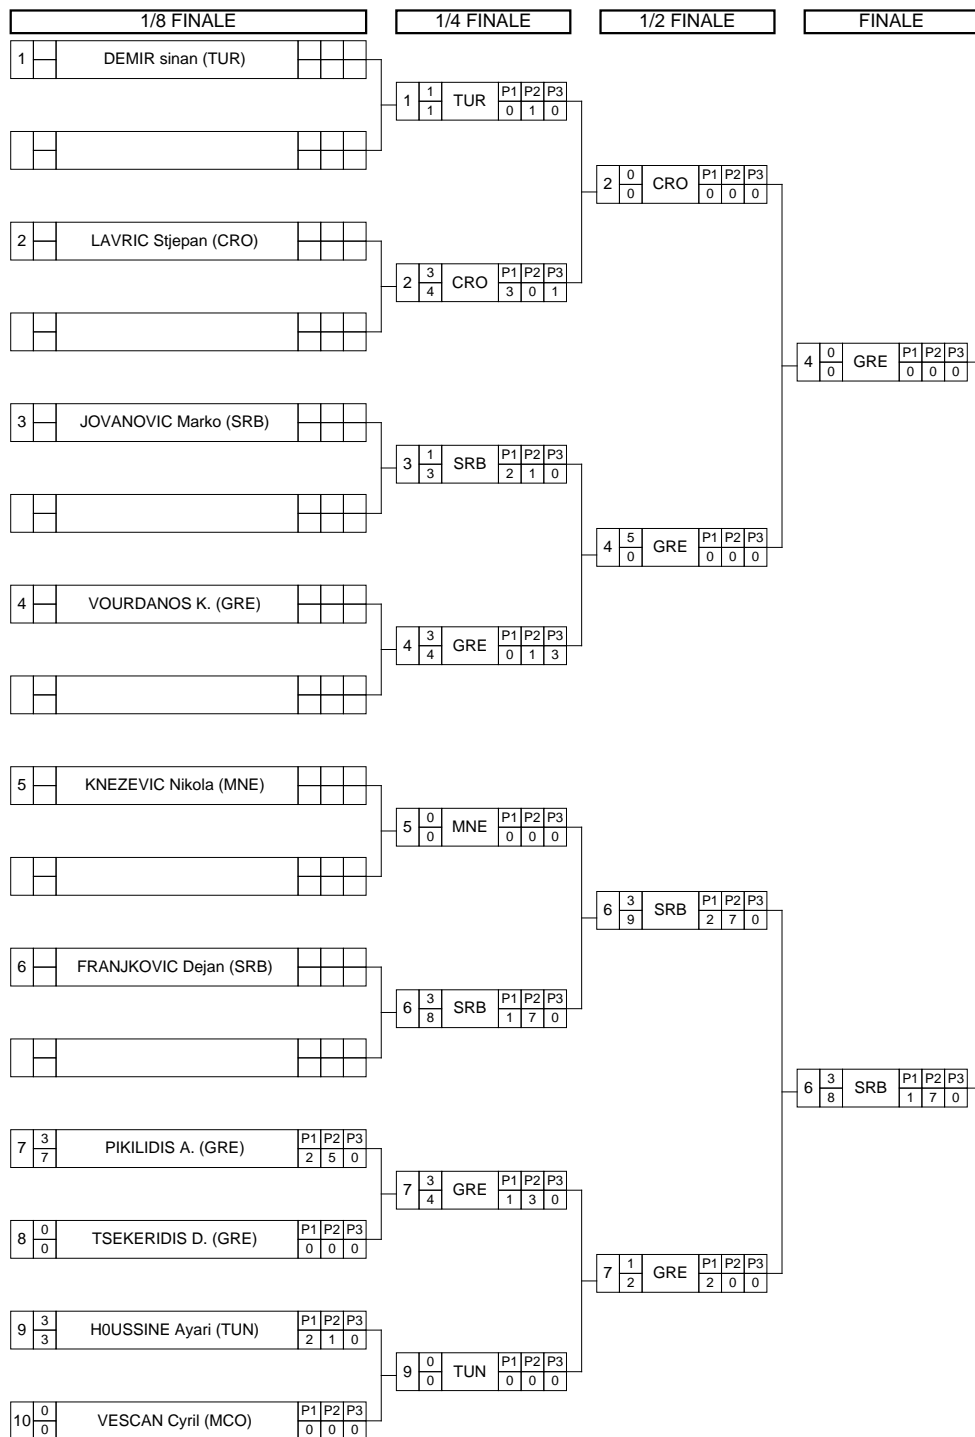 1/8 FINALE 1/4 FINALE 1/2 FINALE FINALE
1 DEMIR sinan (TUR)
1 1 1 TUR P1 P2 P3 0 1 0
2 0 0 CRO P1 P2 P3 0 0 0
2 LAVRIC Stjepan (CRO)
2 3 4 CRO P1 P2 P3 3 0 1
4 0 0 GRE P1 P2 P3 0 0 0
3 JOVANOVIC Marko (SRB)
3 1 3 SRB P1 P2 P3 2 1 0
4 5 0 GRE P1 P2 P3 0 0 0
4 VOURDANOS K. (GRE)
4 3 4 GRE P1 P2 P3 0 1 3
5 KNEZEVIC Nikola (MNE)
5 0 0 MNE P1 P2 P3 0 0 0
6 3 9 SRB P1 P2 P3 2 7 0
6 FRANJKOVIC Dejan (SRB)
6 3 8 SRB P1 P2 P3 1 7 0
6 3 8 SRB P1 P2 P3 1 7 0
7 3 7 PIKILIDIS A. (GRE) P1 P2 P3 2 5 0
7 3 4 GRE P1 P2 P3 1 3 0
8 0 0 TSEKERIDIS D. (GRE) P1 P2 P3 0 0 0
7 1 2 GRE P1 P2 P3 2 0 0
9 3 3 H0USSINE Ayari (TUN) P1 P2 P3 2 1 0
9 0 0 TUN P1 P2 P3 0 0 0
10 0 0 VESCAN Cyril (MCO) P1 P2 P3 0 0 0